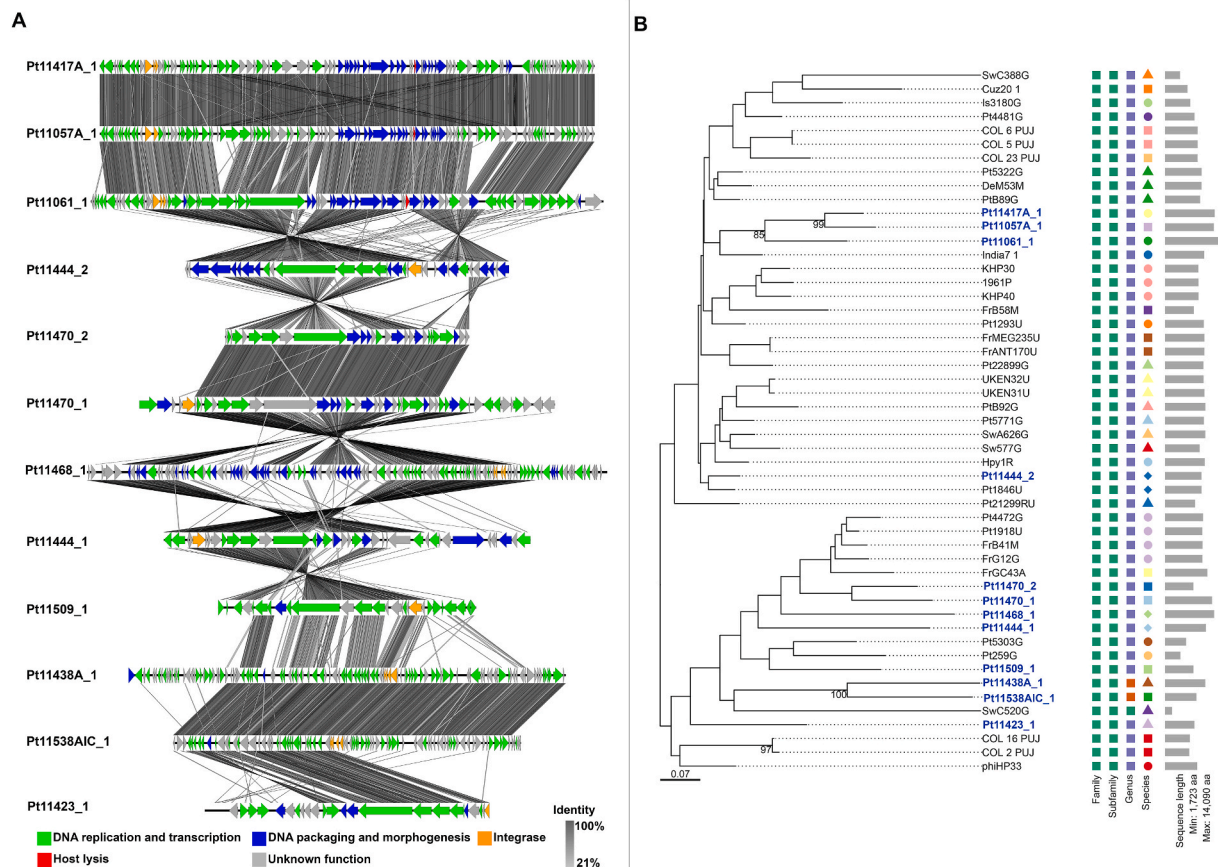 A
Pt11417A_1
Pt11057A_1
Pt11061_1
Pt11444_2
Pt11470_2
Pt11470_1
Pt11468_1
Pt11444_1
Pt11509_1
Pt11438A_1
Pt11538AIC_1
Pt11423_1
DNA replication and transcription
DNA packaging and morphogenesis
Integrase
Host lysis
Unknown function
Identity
100%
21%
B
SwC388G
Cuz20 1
Is3180G
Pt4481G
COL 6 PUJ
COL 5 PUJ
COL 23 PUJ
Pt5322G
DeM53M
PtB89G
Pt11417A_1
99
Pt11057A_1
85
Pt11061_1
India7 1
KHP30
1961P
KHP40
FrB58M
Pt1293U
FrMEG235U
FrANT170U
Pt22899G
UKEN32U
UKEN31U
PtB92G
Pt5771G
SwA626G
Sw577G
Hpy1R
Pt11444_2
Pt1846U
Pt21299RU
Pt4472G
Pt1918U
FrB41M
FrG12G
FrGC43A
Pt11470_2
Pt11470_1
Pt11468_1
Pt11444_1
Pt5303G
Pt259G
Pt11509_1
Pt11438A_1
100
Pt11538AIC_1
SwC520G
Pt11423_1
COL 16 PUJ
97
COL 2 PUJ
phiHP33
0.07
Family
Subfamily
Genus
Species
Sequence length
Min: 1,723 aa
Max: 14,090 aa